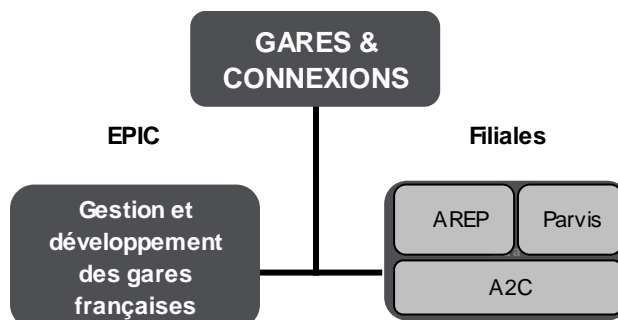 GARES &
CONNEXIONS
EPIC
Filiales
Gestion et
développement
des gares
françaises
AREP
Parvis
A2C